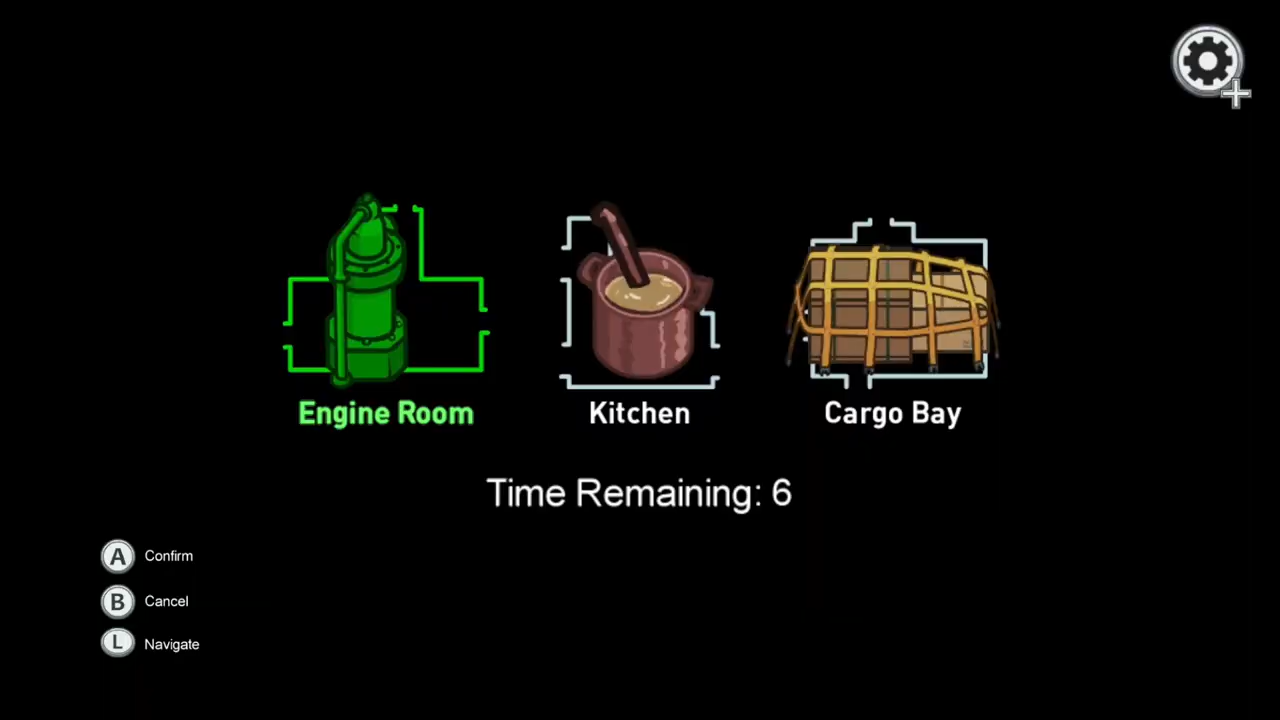 Engine Room
Kitchen
Cargo Bay
Time Remaining: 6
A Confirm
B Cancel
L Navigate